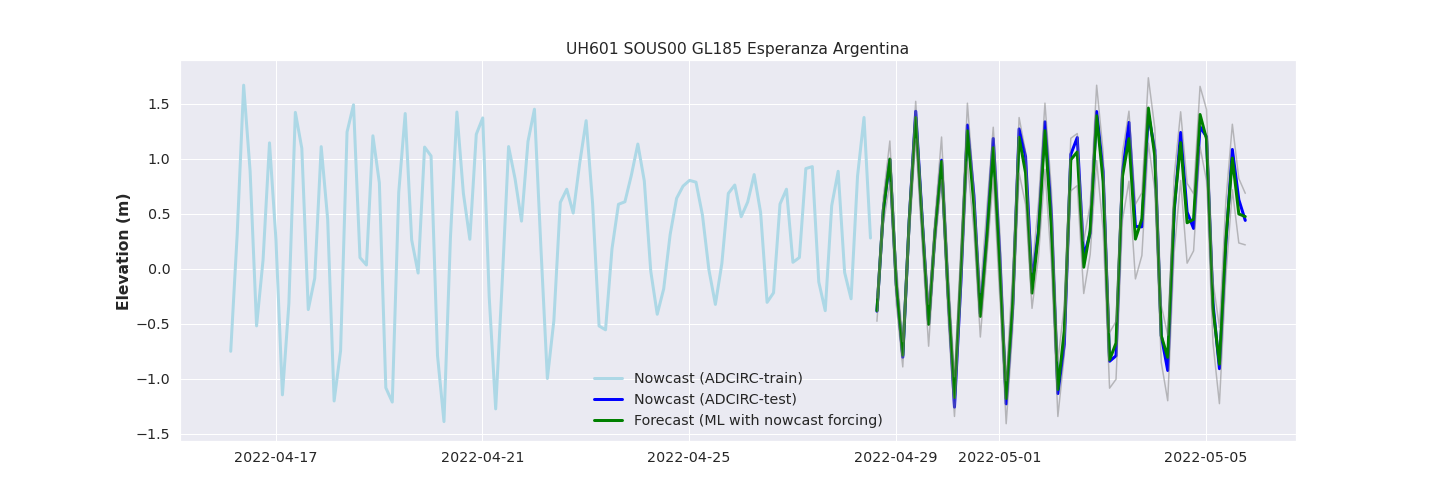 UH601 SOUS00 GL185 Esperanza Argentina
Elevation (m)
1.5
1.0
0.5
0.0
−0.5
−1.0
−1.5
Nowcast (ADCIRC-train)
Nowcast (ADCIRC-test)
Forecast (ML with nowcast forcing)
2022-04-17 2022-04-21 2022-04-25 2022-04-29 2022-05-01 2022-05-05